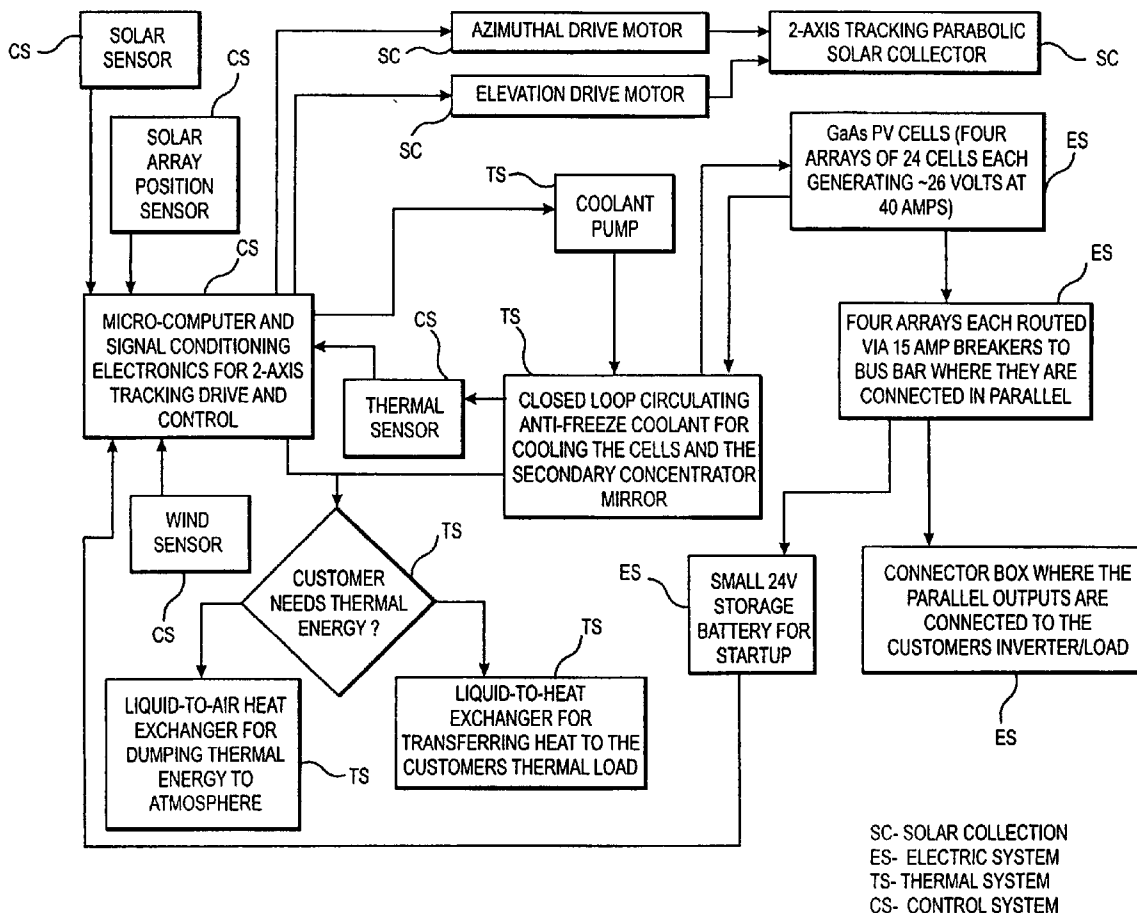 CS
SOLAR
SENSOR
CS
SOLAR
ARRAY
POSITION
SENSOR
AZIMUTHAL DRIVE MOTOR
SC
ELEVATION DRIVE MOTOR
SC
2-AXIS TRACKING PARABOLIC
SOLAR COLLECTOR
SC
TS
COOLANT
PUMP
GaAs PV CELLS (FOUR
ARRAYS OF 24 CELLS EACH
GENERATING ~26 VOLTS AT
40 AMPS)
ES
CS
MICRO-COMPUTER AND
SIGNAL CONDITIONING
ELECTRONICS FOR 2-AXIS
TRACKING DRIVE AND
CONTROL
CS
THERMAL
SENSOR
TS
CLOSED LOOP CIRCULATING
ANTI-FREEZE COOLANT FOR
COOLING THE CELLS AND THE
SECONDARY CONCENTRATOR
MIRROR
ES
FOUR ARRAYS EACH ROUTED
VIA 15 AMP BREAKERS TO
BUS BAR WHERE THEY ARE
CONNECTED IN PARALLEL
WIND
SENSOR
CS
CUSTOMER
NEEDS THERMAL
ENERGY ?
TS
ES
SMALL 24V
STORAGE
BATTERY FOR
STARTUP
CONNECTOR BOX WHERE THE
PARALLEL OUTPUTS ARE
CONNECTED TO THE
CUSTOMERS INVERTER/LOAD
ES
LIQUID-TO-AIR HEAT
EXCHANGER FOR
DUMPING THERMAL
ENERGY TO
ATMOSPHERE
TS
TS
LIQUID-TO-HEAT
EXCHANGER FOR
TRANSFERRING HEAT TO THE
CUSTOMERS THERMAL LOAD
SC- SOLAR COLLECTION
ES- ELECTRIC SYSTEM
TS- THERMAL SYSTEM
CS- CONTROL SYSTEM